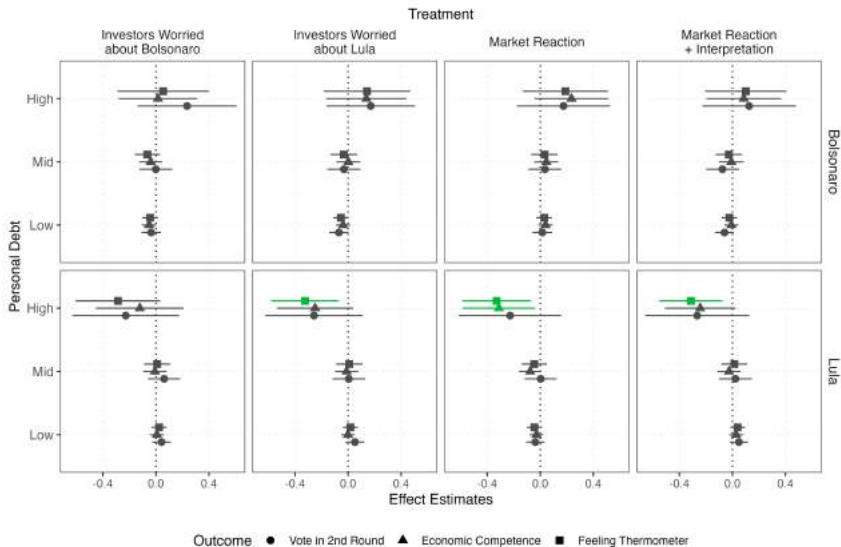 Treatment
Investors Worried
about Bolsonaro
Investors Worried
about Lula
Market Reaction
Market Reaction
+ Interpretation
Personal Debt
High
Mid
Low
Bolsonaro
High
Mid
Low
Lula
-0.4 0.0 0.4 -0.4 0.0 0.4 -0.4 0.0 0.4 -0.4 0.0 0.4
Effect Estimates
Outcome Vote in 2nd Round Economic Competence Feeling Thermometer